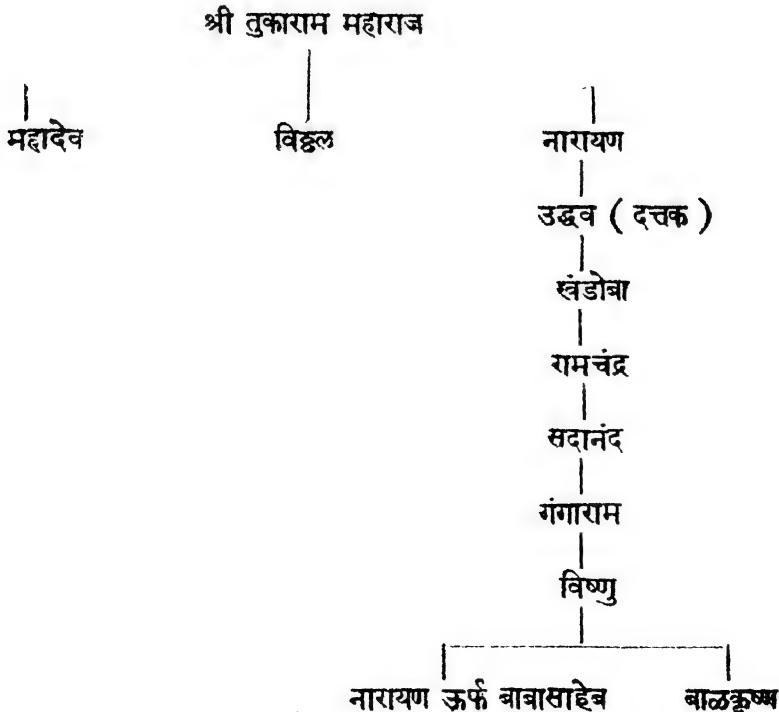 श्री तुकाराम महाराज
महादेव विठ्ठल नारायण
उद्धव ( दत्तक )
खंडोबा
रामचंद्र
सदानंद
गंगाराम
विष्णु
नारायण ऊर्फ बाबासाहेब बाळकृष्ण